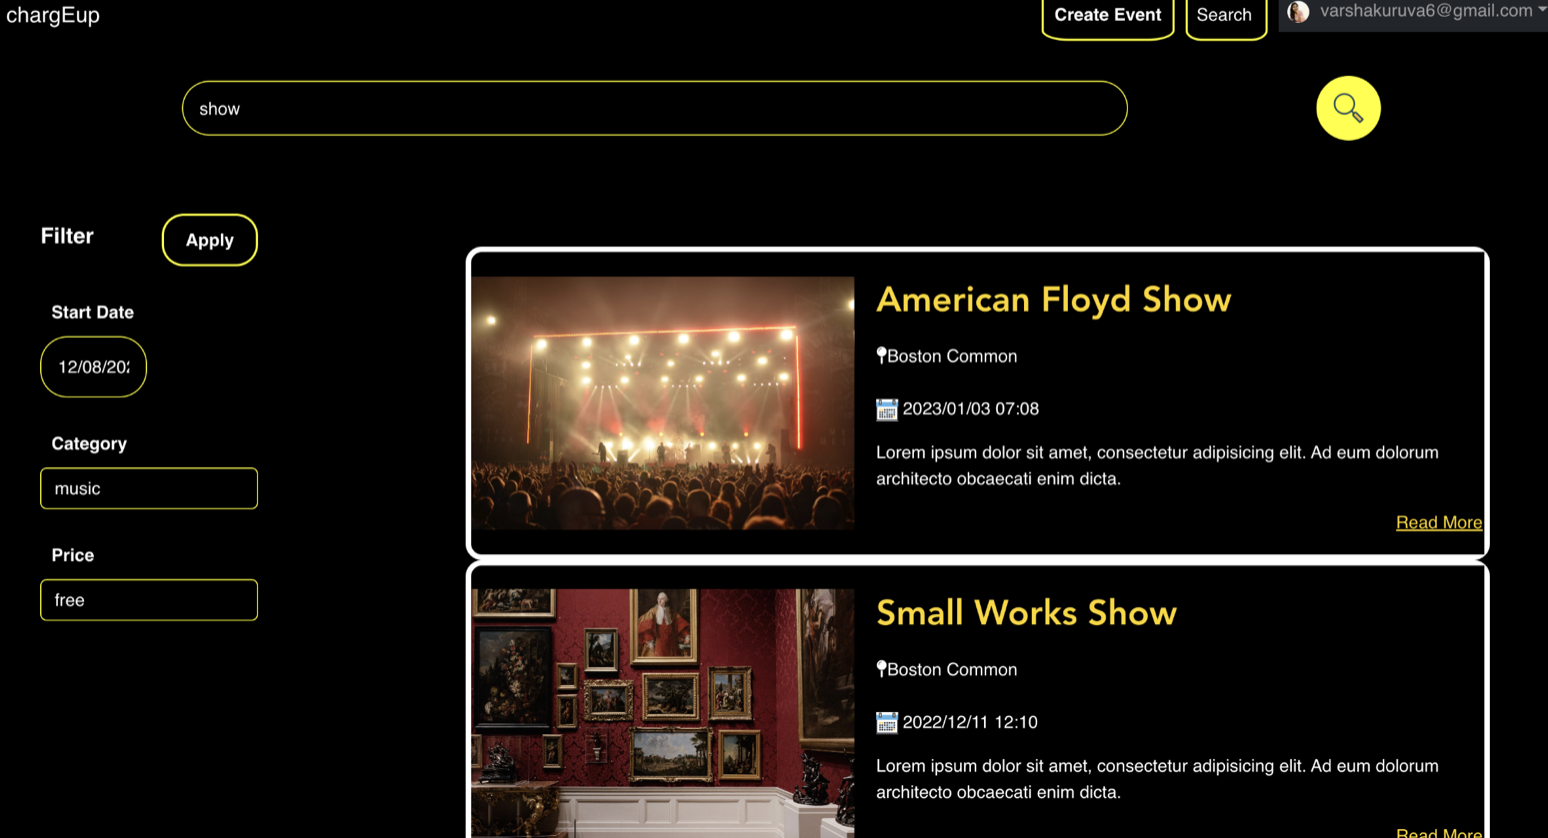 chargEup
Create Event
Search
varshakuruva6@gmail.com
show
Filter
Apply
Start Date
12/08/202
Category
music
Price
free
American Floyd Show
Boston Common
2023/01/03 07:08
Lorem ipsum dolor sit amet, consectetur adipisicing elit. Ad eum dolorum
architecto obcaecati enim dicta.
Read More
Small Works Show
Boston Common
2022/12/11 12:10
Lorem ipsum dolor sit amet, consectetur adipisicing elit. Ad eum dolorum
architecto obcaecati enim dicta.
Read More